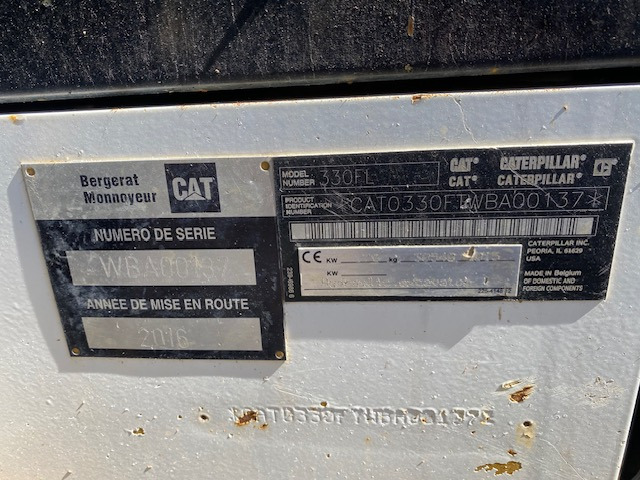 Bergerat
Monnoyeur
CAT
NUMERO DE SERIE
WBA00137
ANNEE DE MISE EN ROUTE
2016
MODEL
NUMBER
330FL
CAT®
CAT®
CATERPILLAR®
CATERPILLAR®
PRODUCT
IDENTIFICATION
NUMBER
*CAT0330FTWBA00137*
CE
KW
kg
KW
CATERPILLAR INC.
PEORIA, IL 61629
USA
MADE IN Belgium
OF DOMESTIC AND
FOREIGN COMPONENTS